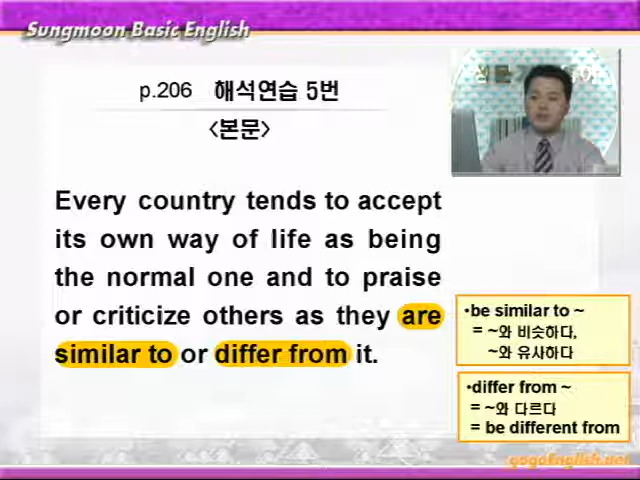 Sungmoon Basic English
p.206 해석연습 5번
<본문>
Every country tends to accept
its own way of life as being
the normal one and to praise
or criticize others as they are
similar to or differ from it.
•be similar to ~
= ~와 비슷하다,
~와 유사하다
•differ from ~
= ~와 다르다
= be different from
gogoEnglish.net